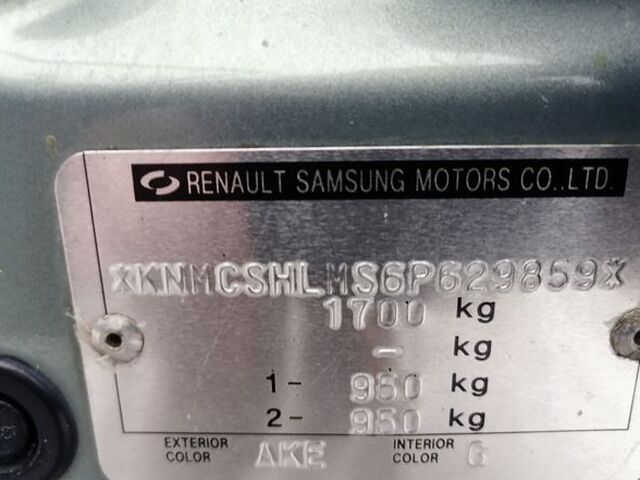 RENAULT SAMSUNG MOTORS CO.,LTD.
*KNMCSHLMS6P629859*
1700 kg
- kg
1- 950 kg
2- 950 kg
EXTERIOR COLOR AKE INTERIOR COLOR G